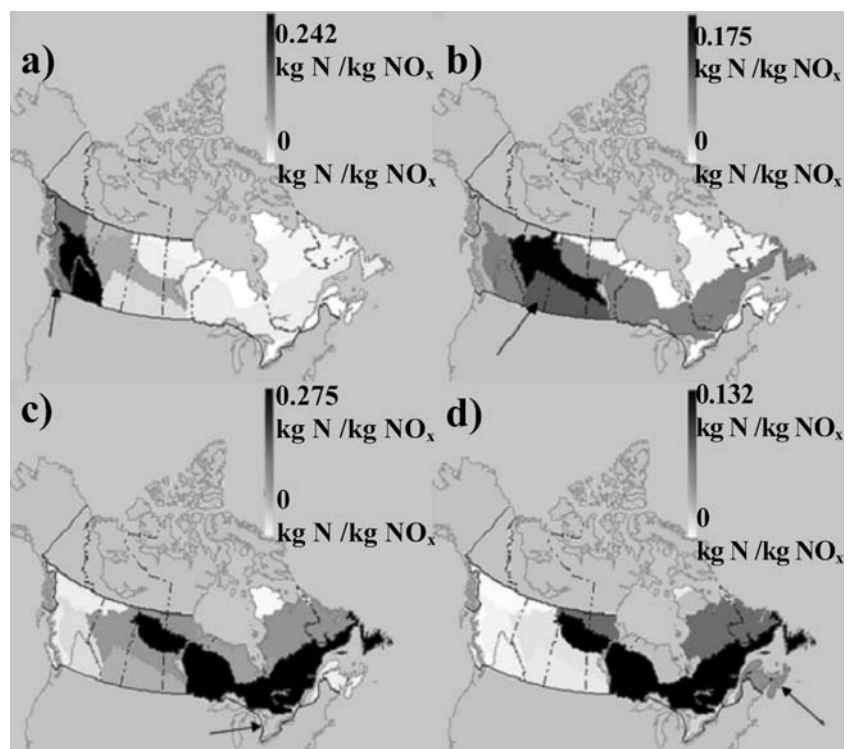 a)
0.242
kg N /kg NOx
0
kg N /kg NOx
b)
0.175
kg N /kg NOx
0
kg N /kg NOx
c)
0.275
kg N /kg NOx
0
kg N /kg NOx
d)
0.132
kg N /kg NOx
0
kg N /kg NOx